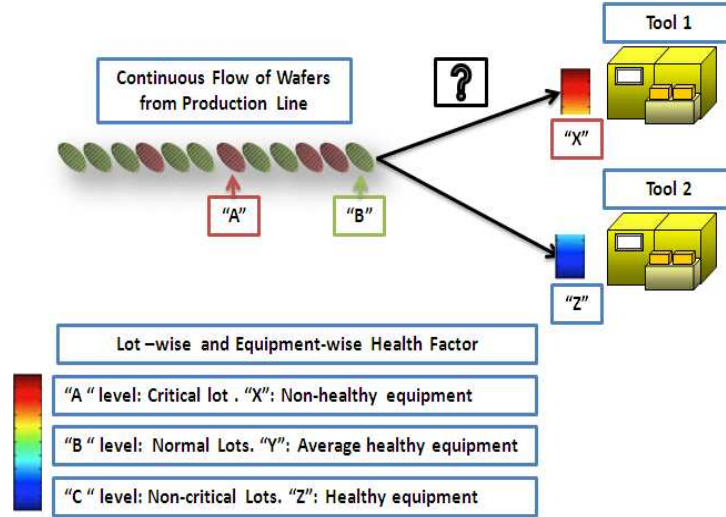 Tool 1
Continuous Flow of Wafers
from Production Line
?
"X"
Tool 2
"A"
"B"
"Z"
Lot –wise and Equipment-wise Health Factor
"A " level: Critical lot . "X": Non-healthy equipment
"B " level: Normal Lots. "Y": Average healthy equipment
"C " level: Non-critical Lots. "Z": Healthy equipment